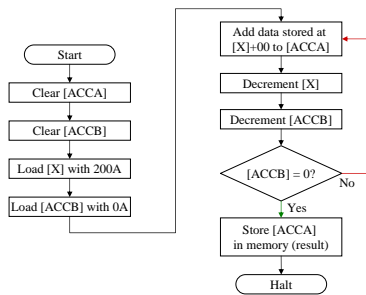 Start
Clear [ACCA]
Clear [ACCB]
Load [X] with 200A
Load [ACCB] with 0A
Add data stored at
[X]+00 to [ACCA]
Decrement [X]
Decrement [ACCB]
[ACCB] = 0?
No
Yes
Store [ACCA]
in memory (result)
Halt